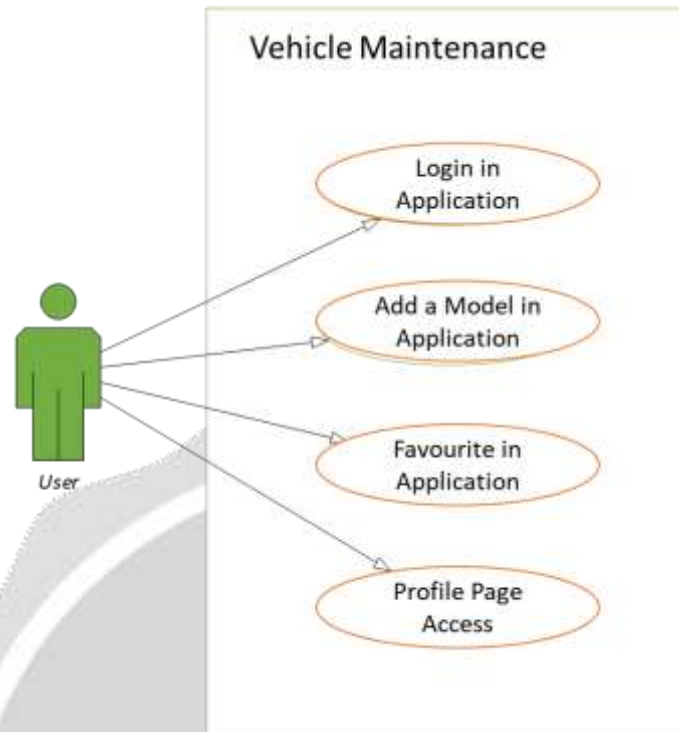 Vehicle Maintenance
Login in
Application
Add a Model in
Application
Favourite in
Application
User
Profile Page
Access